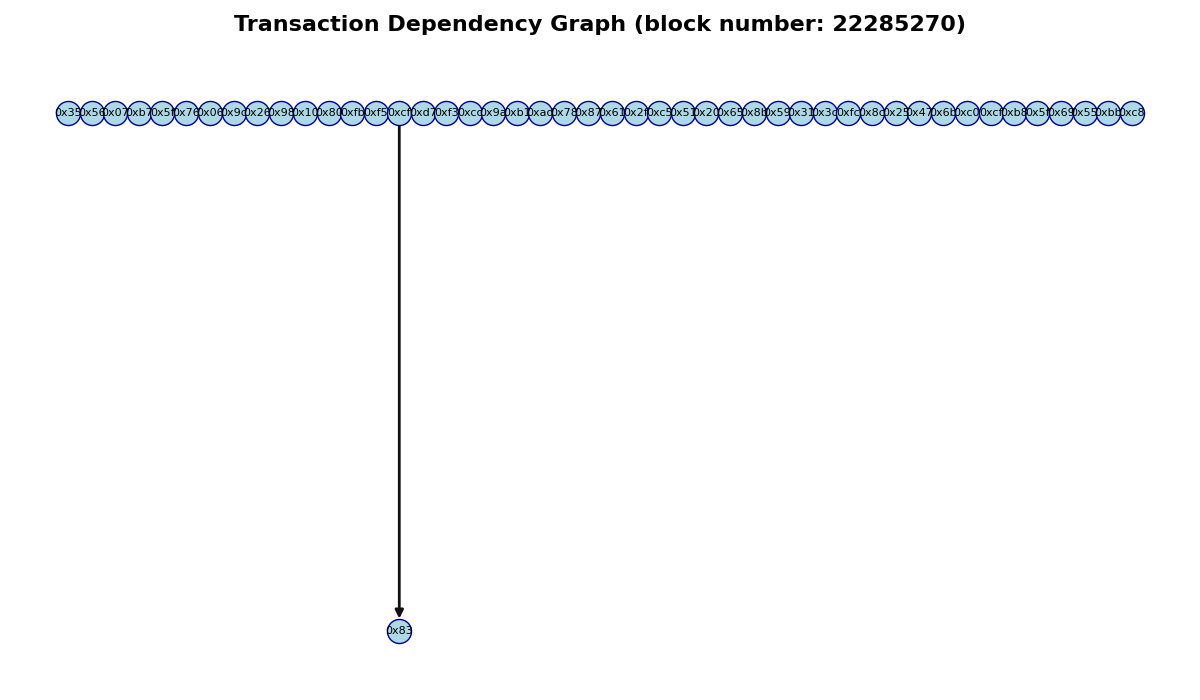 Transaction Dependency Graph (block number: 22285270)
0x35 0x56 0x07 0xb7 0x5f 0x76 0x06 0x9c 0x26 0x98 0x10 0x80 0xfb 0xf5 0xcf 0xd7 0xf3 0xcc 0x9a 0xb1 0xac 0x78 0x87 0x61 0x2f 0xc5 0x51 0x20 0x65 0x8b 0x59 0x31 0x3c 0xfc 0x8c 0x25 0x47 0x6b 0xc0 0xcf 0xb8 0x5f 0x69 0x55 0xbb 0xc8
0x83